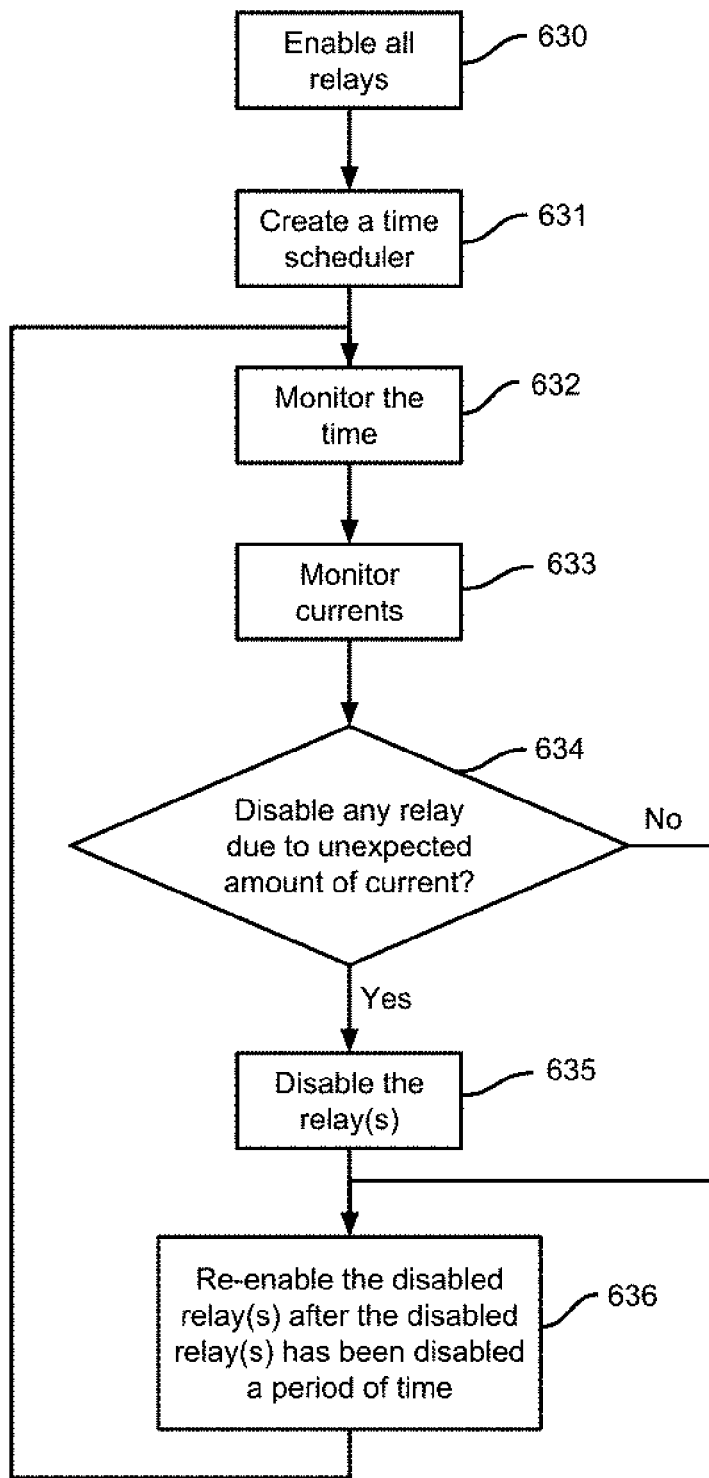 Enable all
relays
630
Create a time
scheduler
631
Monitor the
time
632
Monitor
currents
633
634
Disable any relay
due to unexpected
amount of current?
No
Yes
Disable the
relay(s)
635
Re-enable the disabled
relay(s) after the disabled
relay(s) has been disabled
a period of time
636